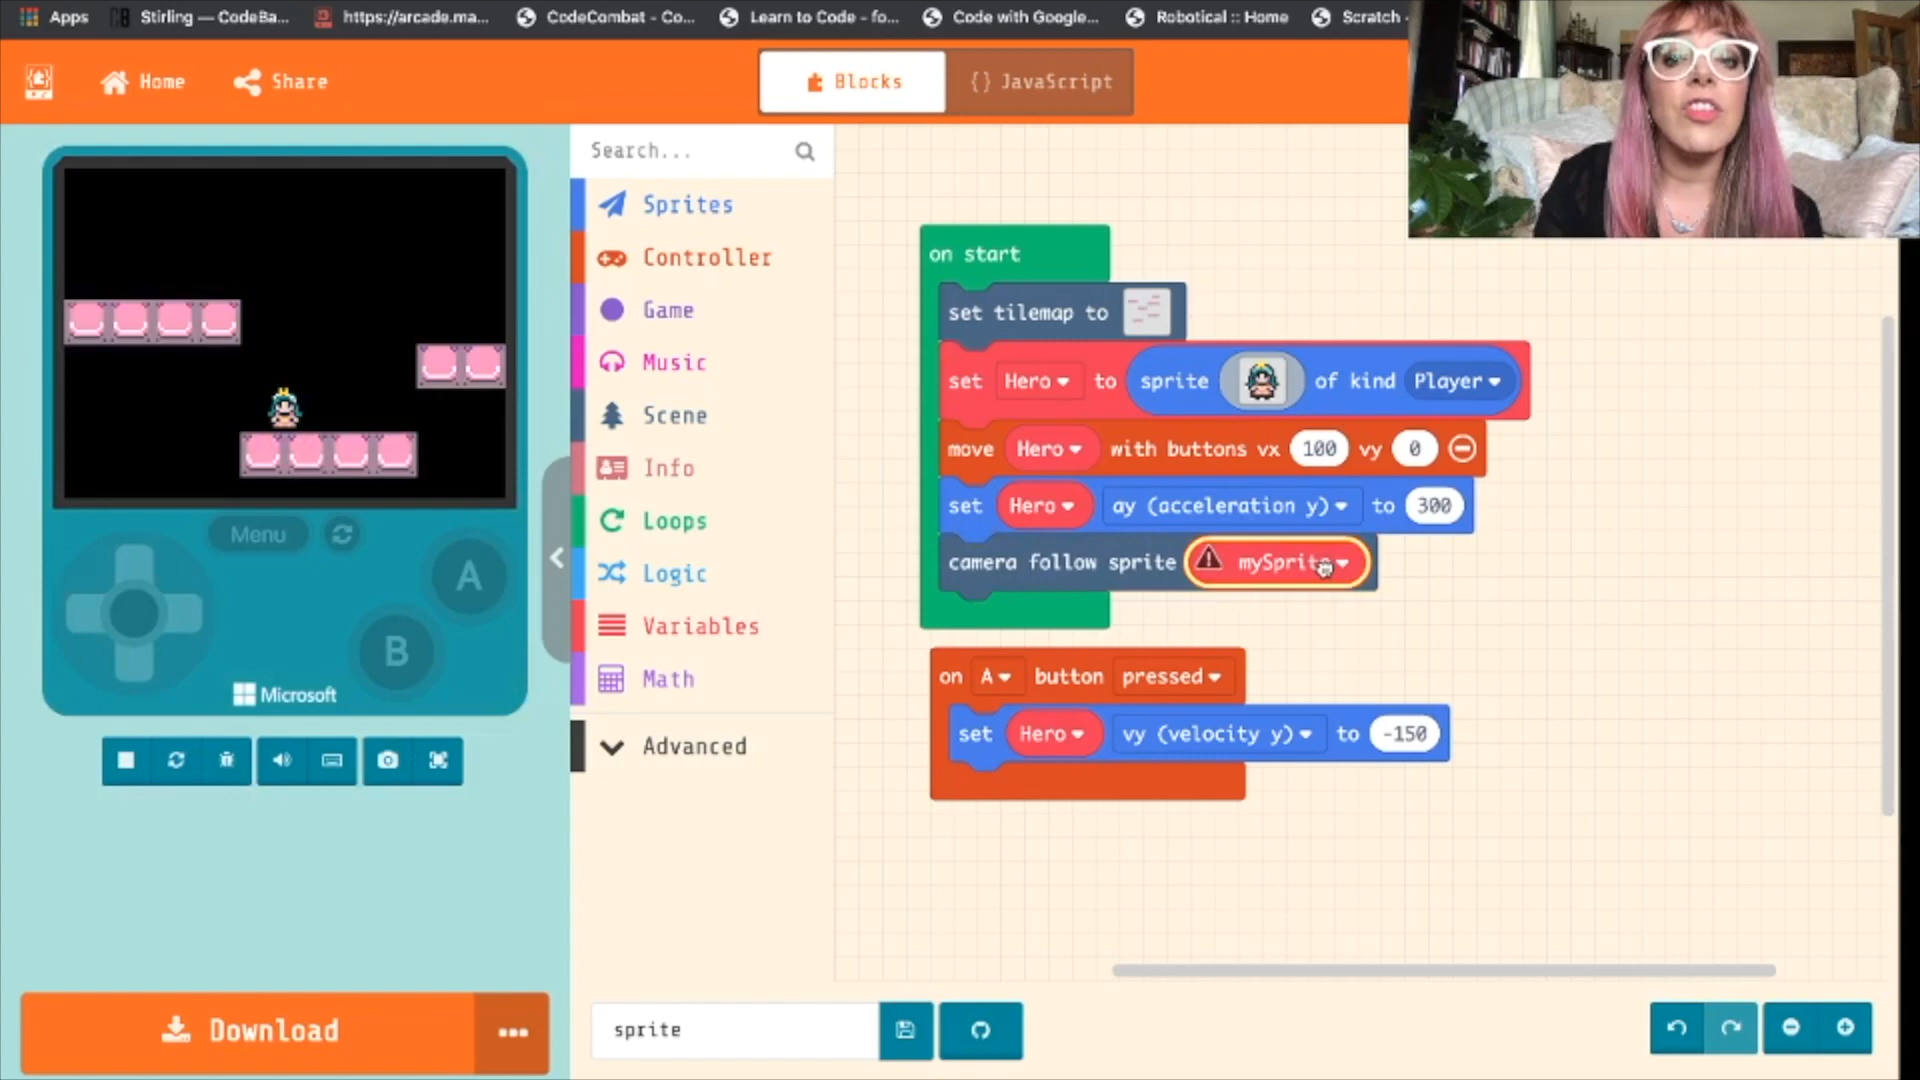 Apps
Stirling — CodeBa...
https://arcade.ma...
CodeCombat - Co...
Learn to Code - fo...
Code with Google...
Robotical :: Home
Scratch
Home
Share
Blocks
{} JavaScript
Search...
Sprites
Controller
Game
Music
Scene
Info
Loops
Logic
Variables
Math
Advanced
Menu
A
B
Microsoft
on start
set tilemap to
set Hero to sprite of kind Player
move Hero with buttons vx 100 vy 0
set Hero ay (acceleration y) to 300
camera follow sprite mySprite
on A button pressed
set Hero vy (velocity y) to -150
Download
sprite